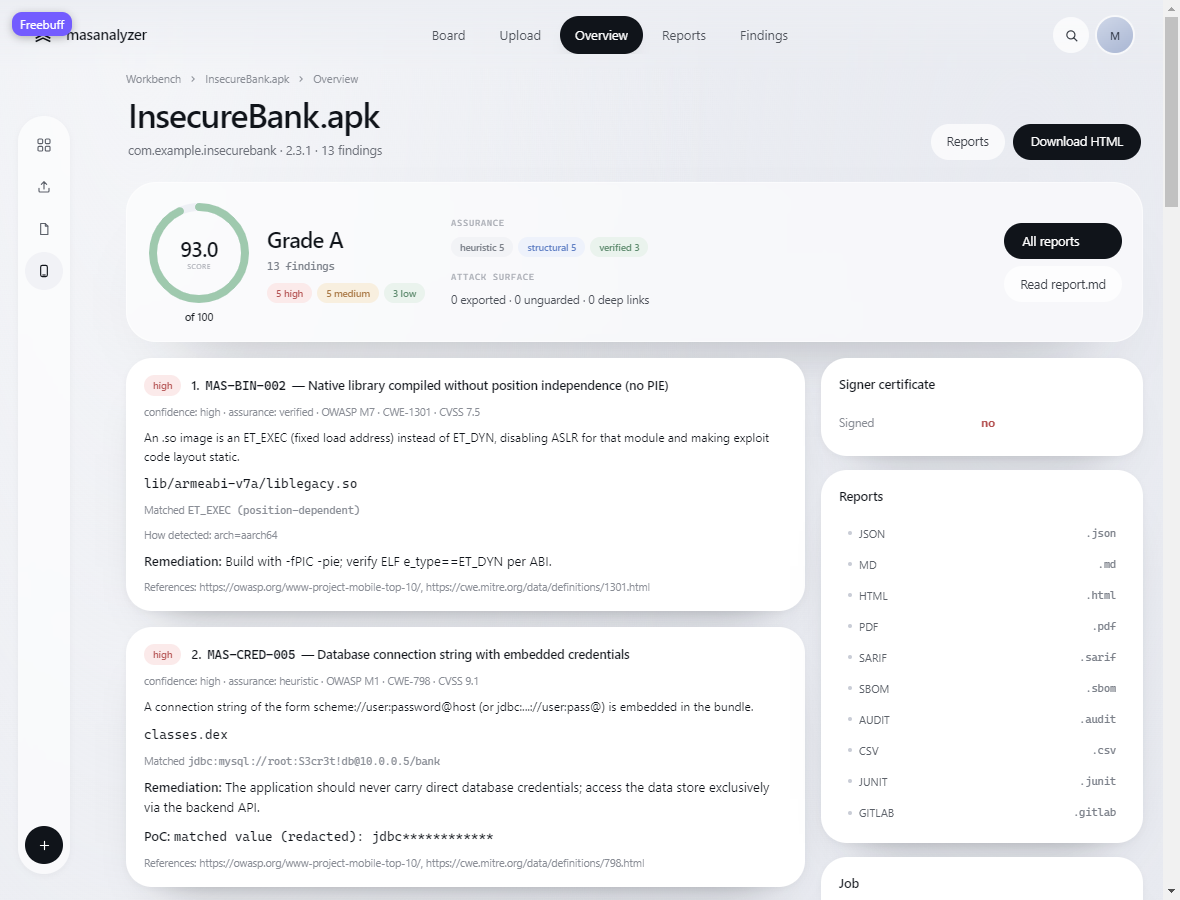 Freebuff
masanalyzer
Board
Upload
Overview
Reports
Findings
M
Workbench › InsecureBank.apk › Overview
InsecureBank.apk
com.example.insecurebank · 2.3.1 · 13 findings
Reports
Download HTML
93.0
SCORE
of 100
Grade A
13 findings
5 high
5 medium
3 low
ASSURANCE
heuristic 5
structural 5
verified 3
ATTACK SURFACE
0 exported · 0 unguarded · 0 deep links
All reports
Read report.md
high 1. MAS-BIN-002 — Native library compiled without position independence (no PIE)
confidence: high · assurance: verified · OWASP M7 · CWE-1301 · CVSS 7.5
An .so image is an ET_EXEC (fixed load address) instead of ET_DYN, disabling ASLR for that module and making exploit
code layout static.
lib/armeabi-v7a/liblegacy.so
Matched ET_EXEC (position-dependent)
How detected: arch=aarch64
Remediation: Build with -fPIC -pie; verify ELF e_type==ET_DYN per ABI.
References: https://owasp.org/www-project-mobile-top-10/, https://cwe.mitre.org/data/definitions/1301.html
high 2. MAS-CRED-005 — Database connection string with embedded credentials
confidence: high · assurance: heuristic · OWASP M1 · CWE-798 · CVSS 9.1
A connection string of the form scheme://user:password@host (or jdbc:...://user:pass@) is embedded in the bundle.
classes.dex
Matched jdbc:mysql://root:S3cr3t!db@10.0.0.5/bank
Remediation: The application should never carry direct database credentials; access the data store exclusively
via the backend API.
PoC: matched value (redacted): jdbc************
References: https://owasp.org/www-project-mobile-top-10/, https://cwe.mitre.org/data/definitions/798.html
Signer certificate
Signed no
Reports
JSON .json
MD .md
HTML .html
PDF .pdf
SARIF .sarif
SBOM .sbom
AUDIT .audit
CSV .csv
JUNIT .junit
GITLAB .gitlab
Job